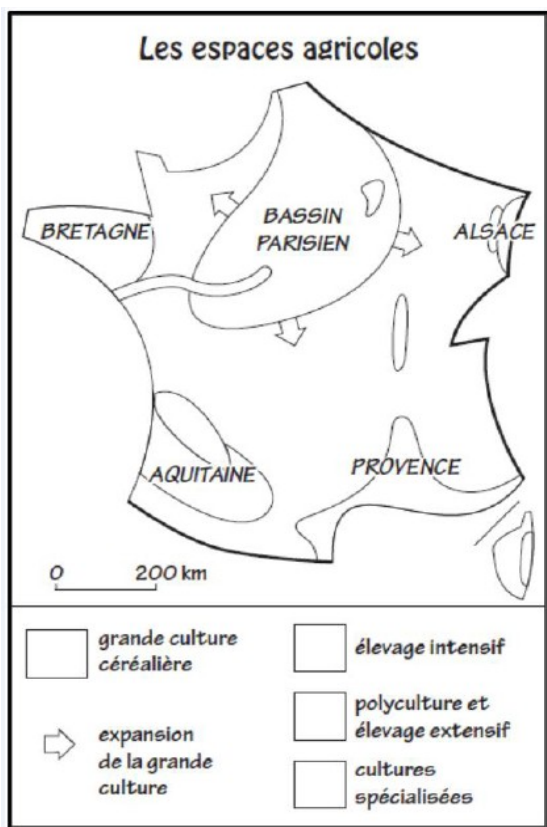 Les espaces agricoles
BRETAGNE
BASSIN
PARISIEN
ALSACE
AQUITAINE
PROVENCE
0 200 km
grande culture
céréalière
expansion
de la grande
culture
élevage intensif
polyculture et
élevage extensif
cultures
spécialisées